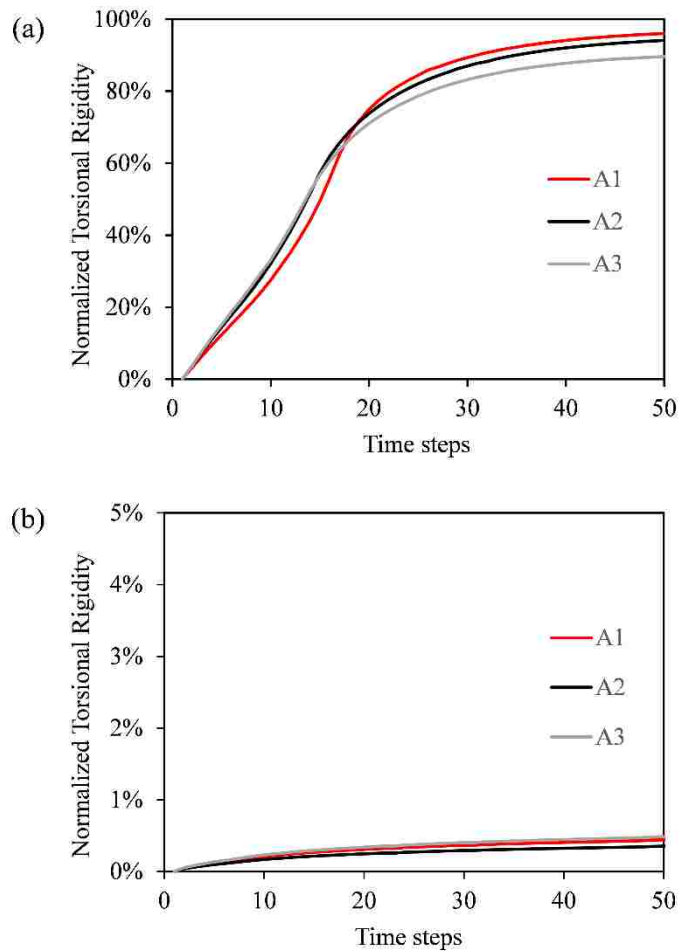 (a)
Normalized Torsional Rigidity
100%
80%
60%
40%
20%
0%
A1
A2
A3
0 10 20 30 40 50
Time steps
(b)
Normalized Torsional Rigidity
5%
4%
3%
2%
1%
0%
A1
A2
A3
0 10 20 30 40 50
Time steps